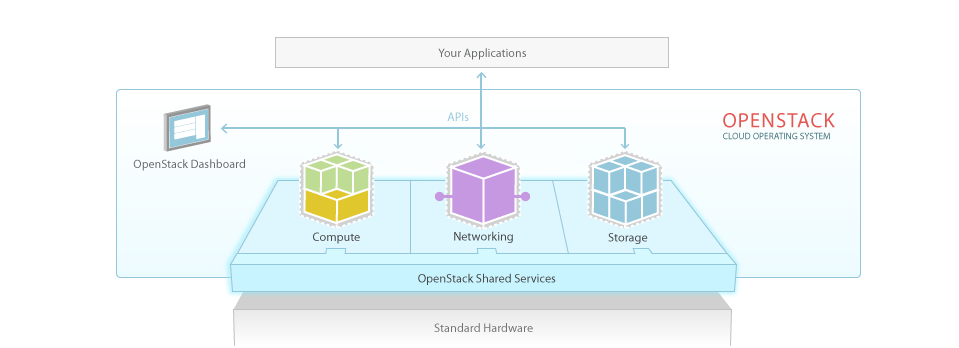 Your Applications
APIs
OPENSTACK
CLOUD OPERATING SYSTEM
OpenStack Dashboard
Compute
Networking
Storage
OpenStack Shared Services
Standard Hardware